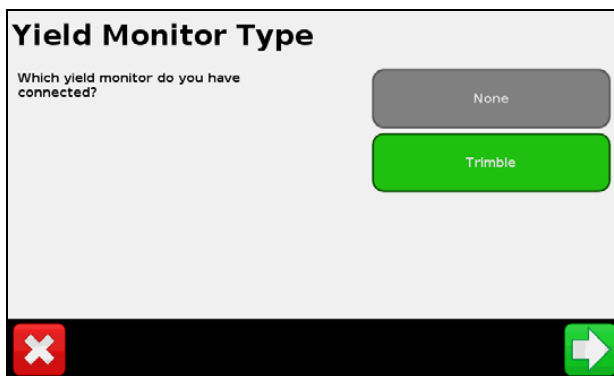 Yield Monitor Type
Which yield monitor do you have
connected?
None
Trimble